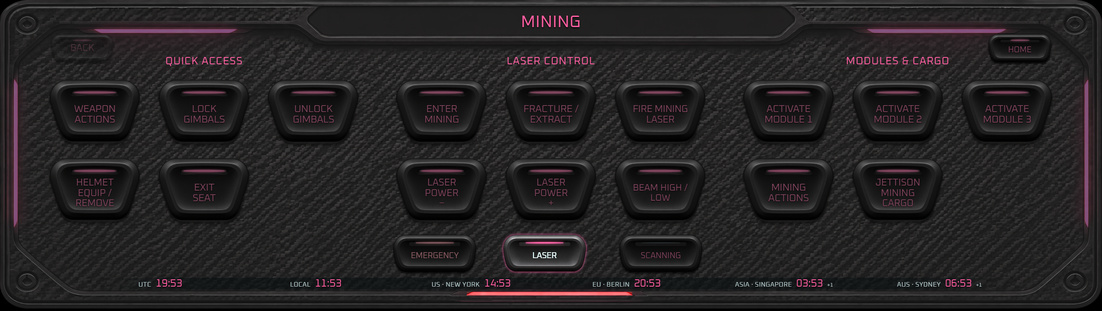 MINING
BACK
HOME
QUICK ACCESS
LASER CONTROL
MODULES & CARGO
WEAPON
ACTIONS
LOCK
GIMBALS
UNLOCK
GIMBALS
ENTER
MINING
FRACTURE /
EXTRACT
FIRE MINING
LASER
ACTIVATE
MODULE 1
ACTIVATE
MODULE 2
ACTIVATE
MODULE 3
HELMET
EQUIP /
REMOVE
EXIT
SEAT
LASER
POWER
-
LASER
POWER
+
BEAM HIGH /
LOW
MINING
ACTIONS
JETTISON
MINING
CARGO
EMERGENCY
LASER
SCANNING
UTC 19:53
LOCAL 11:53
US - NEW YORK 14:53
EU - BERLIN 20:53
ASIA - SINGAPORE 03:53 +1
AUS - SYDNEY 06:53 +1